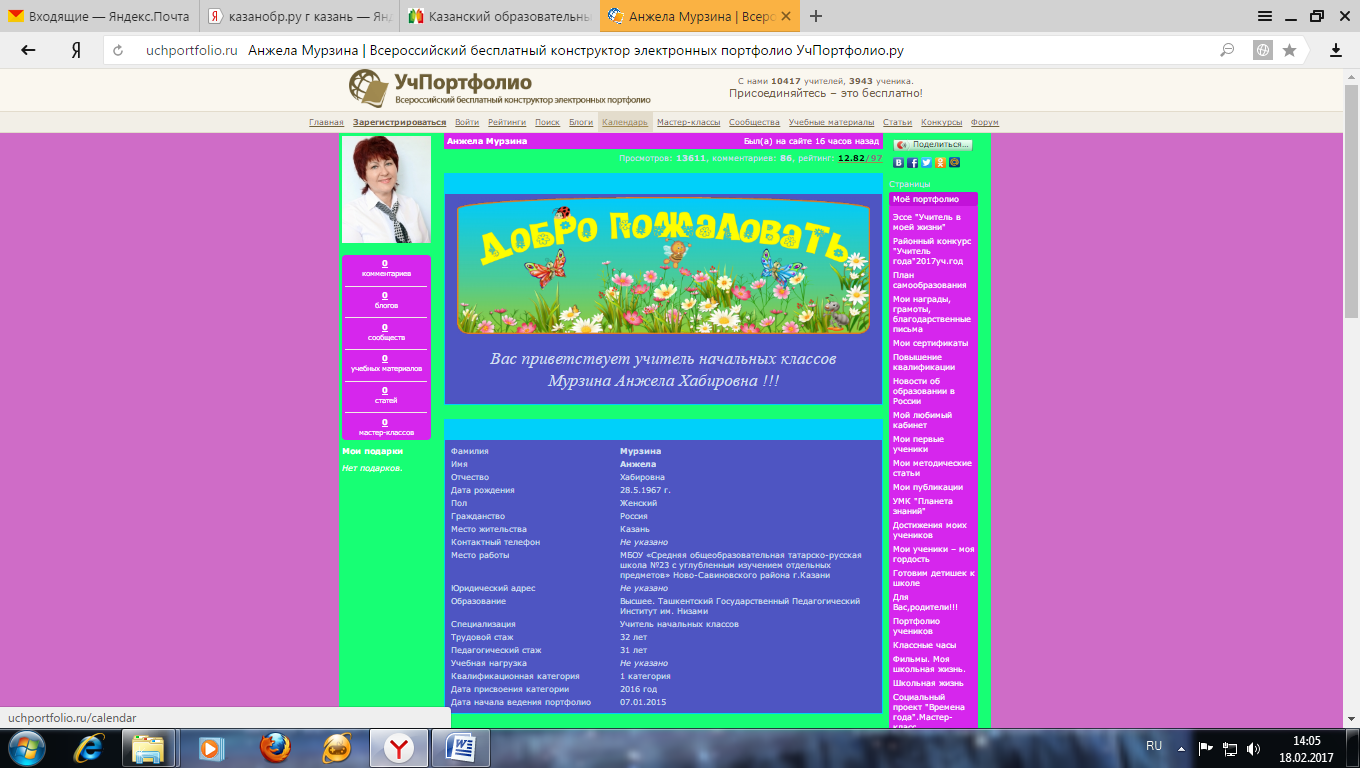 Входящие — Яндекс.Почта
казанобр.ру г казань — Ян
Казанский образовательны
Анжела Мурзина | Всерос
uchportfolio.ru Анжела Мурзина | Всероссийский бесплатный конструктор электронных портфолио УчПортфолио.ру
УчПортфолио
Всероссийский бесплатный конструктор электронных портфолио
С нами 10417 учителей, 3943 ученика.
Присоединяйтесь – это бесплатно!
Главная Зарегистрироваться Войти Рейтинги Поиск Блоги Календарь Мастер-классы Сообщества Учебные материалы Статьи Конкурсы Форум
0
комментариев
0
блогов
0
сообществ
0
учебных материалов
0
статей
0
мастер-классов
Мои подарки
Нет подарков.
Анжела Мурзина Был(а) на сайте 16 часов назад
Просмотров: 13611, комментариев: 86, рейтинг: 12.82/97
ДОБРО ПОЖАЛОВАТЬ
Вас приветствует учитель начальных классов
Мурзина Анжела Хабировна !!!
Фамилия Мурзина
Имя Анжела
Отчество Хабировна
Дата рождения 28.5.1967 г.
Пол Женский
Гражданство Россия
Место жительства Казань
Контактный телефон Не указано
Место работы МБОУ «Средняя общеобразовательная татарско-русская
школа №23 с углубленным изучением отдельных
предметов» Ново-Савиновского района г.Казани
Юридический адрес Не указано
Образование Высшее. Ташкентский Государственный Педагогический
Институт им. Низами
Специализация Учитель начальных классов
Трудовой стаж 32 лет
Педагогический стаж 31 лет
Учебная нагрузка Не указано
Квалификационная категория 1 категория
Дата присвоения категории 2016 год
Дата начала ведения портфолио 07.01.2015
Поделиться...
Страницы
Моё портфолио
Эссе "Учитель в
моей жизни"
Районный конкурс
"Учитель
года"2017уч.год
План
самообразования
Мои награды,
грамоты,
благодарственные
письма
Мои сертификаты
Повышение
квалификации
Новости об
образовании в
России
Мой любимый
кабинет
Мои первые
ученики
Мои методические
статьи
Мои публикации
УМК "Планета
знаний"
Достижения моих
учеников
Мои ученики – моя
гордость
Готовим детишек к
школе
Для
Вас,родители!!!
Портфолио
учеников
Классные часы
Фильмы. Моя
школьная жизнь.
Школьная жизнь
Социальный
проект "Времена
года".Мастер-
класс
uchportfolio.ru/calendar
RU
14:05
18.02.2017